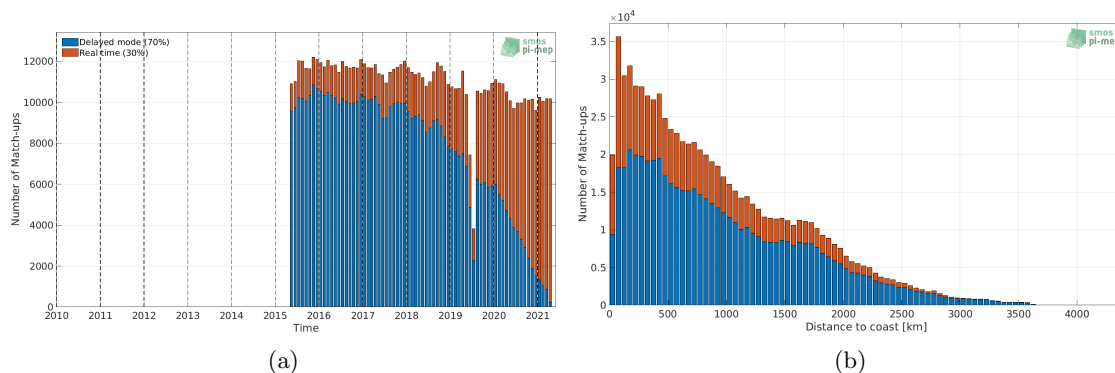 Delayed mode (70%)
Real time (30%)
smos
pi-mep
Number of Match-ups
12000
10000
8000
6000
4000
2000
0
2010 2011 2012 2013 2014 2015 2016 2017 2018 2019 2020 2021
Time
(a)
×10⁴
smos
pi-mep
Number of Match-ups
3.5
3
2.5
2
1.5
1
0.5
0
0 500 1000 1500 2000 2500 3000 3500 4000
Distance to coast [km]
(b)